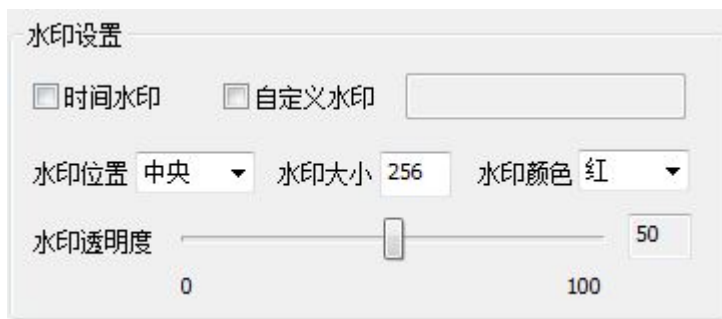 水印设置
时间水印 自定义水印
水印位置 中央 水印大小 256 水印颜色 红
水印透明度 50
0 100